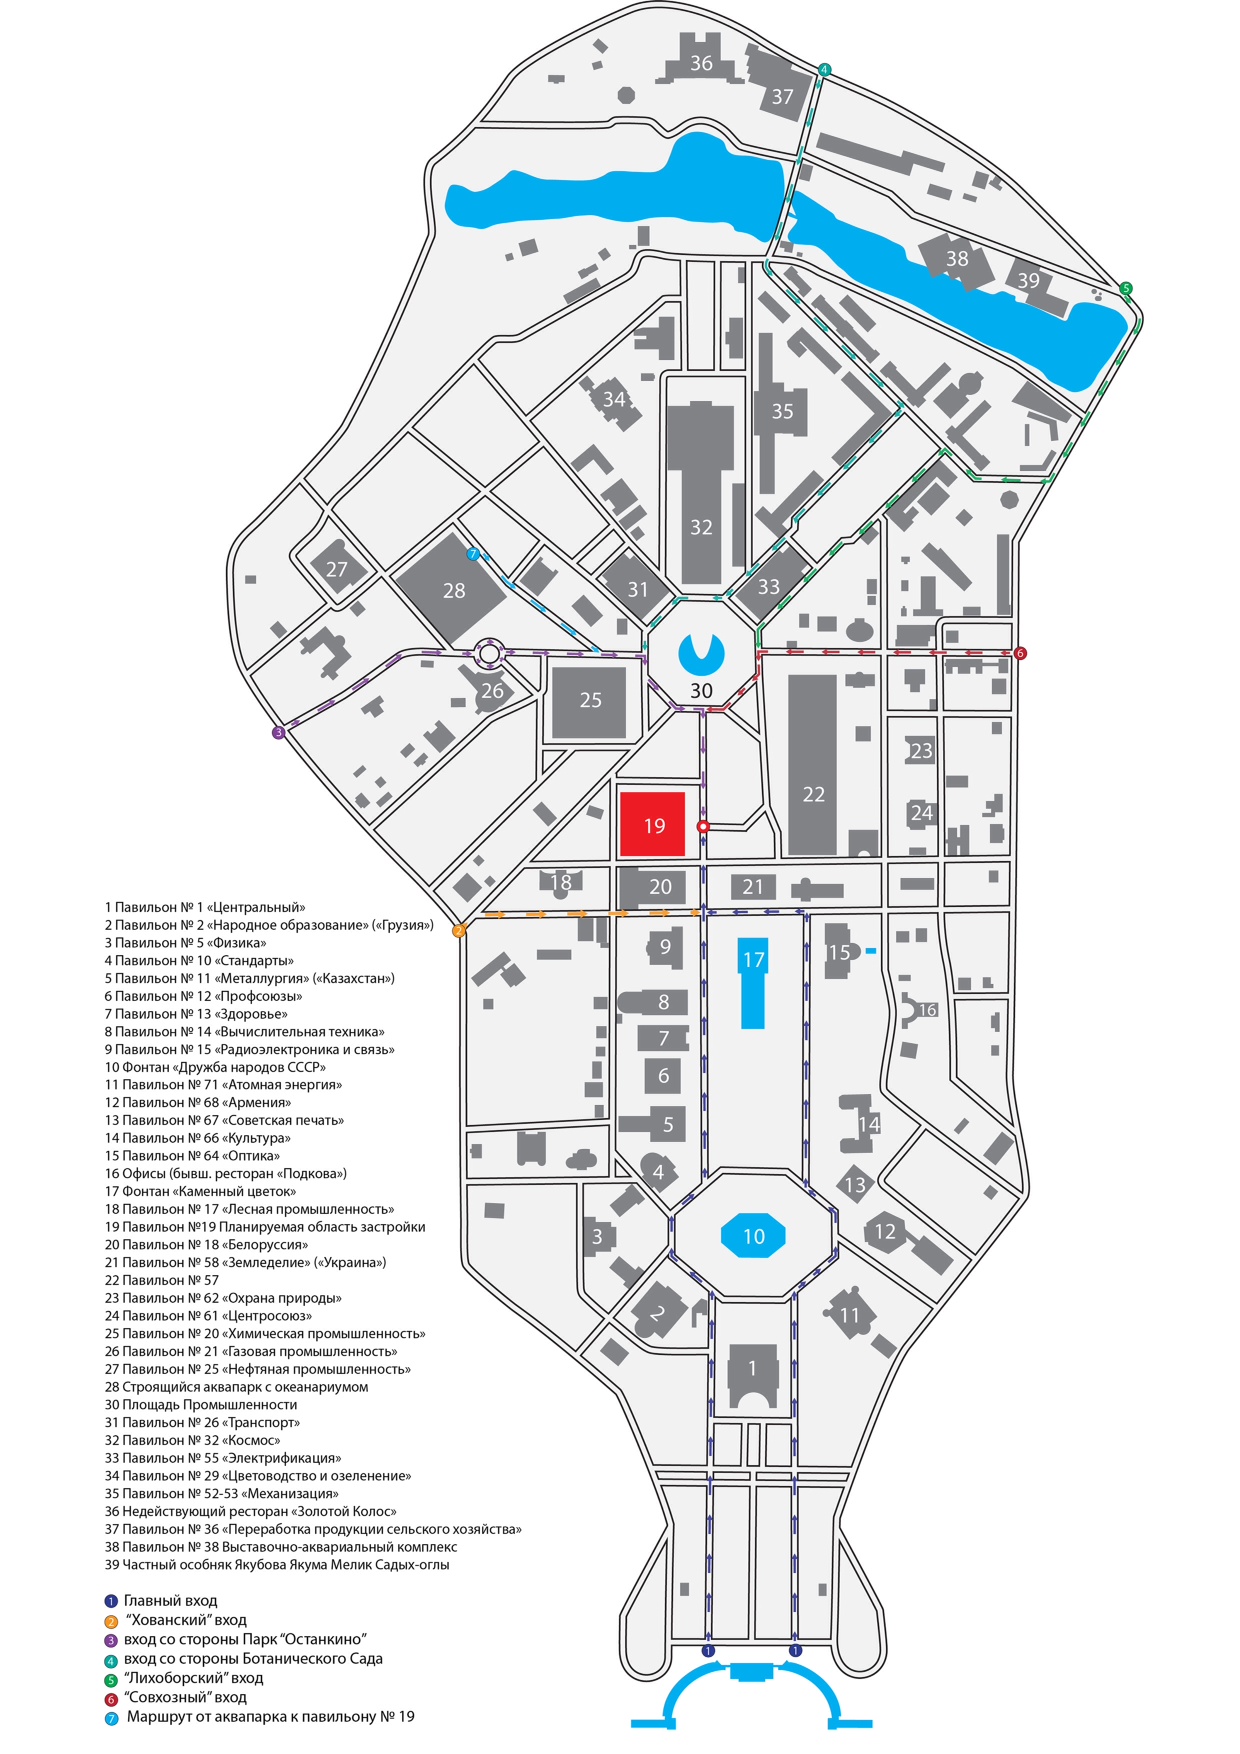 36
4
37
38
39
5
34
35
32
27
7
28
31
33
6
30
26
25
3
23
22
24
19
18
20
21
2
9
17
15
8
16
7
6
5
14
4
13
3
10
12
2
11
1
1
1
1 Павильон № 1 «Центральный»
2 Павильон № 2 «Народное образование» («Грузия»)
3 Павильон № 5 «Физика»
4 Павильон № 10 «Стандарты»
5 Павильон № 11 «Металлургия» («Казахстан»)
6 Павильон № 12 «Профсоюзы»
7 Павильон № 13 «Здоровье»
8 Павильон № 14 «Вычислительная техника»
9 Павильон № 15 «Радиоэлектроника и связь»
10 Фонтан «Дружба народов СССР»
11 Павильон № 71 «Атомная энергия»
12 Павильон № 68 «Армения»
13 Павильон № 67 «Советская печать»
14 Павильон № 66 «Культура»
15 Павильон № 64 «Оптика»
16 Офисы (бывш. ресторан «Подкова»)
17 Фонтан «Каменный цветок»
18 Павильон № 17 «Лесная промышленность»
19 Павильон №19 Планируемая область застройки
20 Павильон № 18 «Белоруссия»
21 Павильон № 58 «Земледелие» («Украина»)
22 Павильон № 57
23 Павильон № 62 «Охрана природы»
24 Павильон № 61 «Центросоюз»
25 Павильон № 20 «Химическая промышленность»
26 Павильон № 21 «Газовая промышленность»
27 Павильон № 25 «Нефтяная промышленность»
28 Строящийся аквапарк с океанариумом
30 Площадь Промышленности
31 Павильон № 26 «Транспорт»
32 Павильон № 32 «Космос»
33 Павильон № 55 «Электрификация»
34 Павильон № 29 «Цветоводство и озеленение»
35 Павильон № 52-53 «Механизация»
36 Недействующий ресторан «Золотой Колос»
37 Павильон № 36 «Переработка продукции сельского хозяйства»
38 Павильон № 38 Выставочно-аквариальный комплекс
39 Частный особняк Якубова Якума Мелик Садых-оглы
1 Главный вход
2 “Хованский” вход
3 вход со стороны Парк “Останкино”
4 вход со стороны Ботанического Сада
5 “Лихоборский” вход
6 “Совхозный” вход
7 Маршрут от аквапарка к павильону № 19